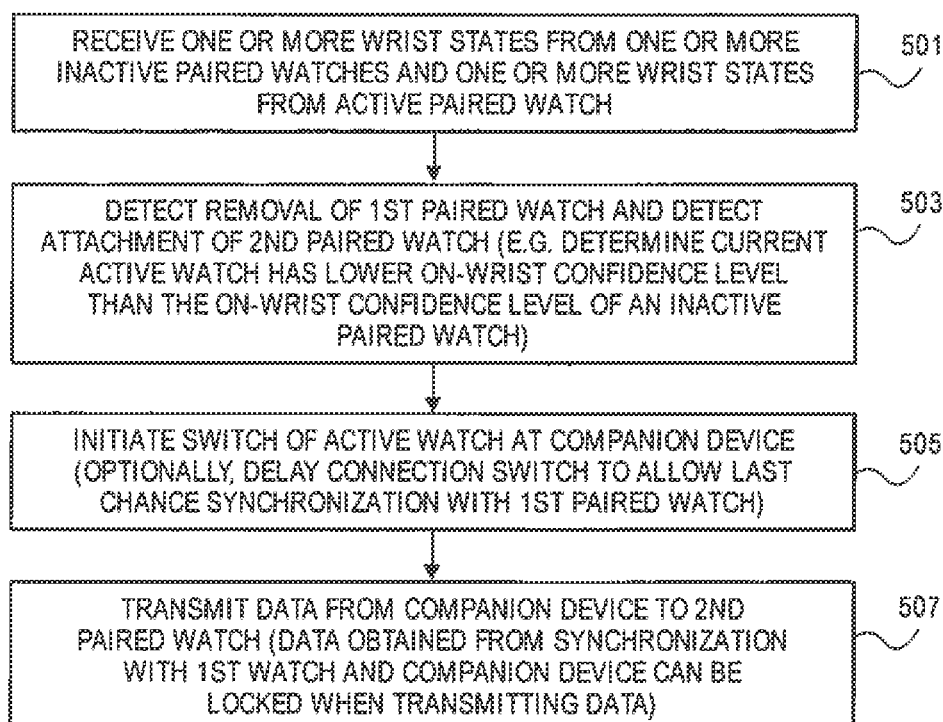 RECEIVE ONE OR MORE WRIST STATES FROM ONE OR MORE
INACTIVE PAIRED WATCHES AND ONE OR MORE WRIST STATES
FROM ACTIVE PAIRED WATCH
501
DETECT REMOVAL OF 1ST PAIRED WATCH AND DETECT
ATTACHMENT OF 2ND PAIRED WATCH (E.G. DETERMINE CURRENT
ACTIVE WATCH HAS LOWER ON-WRIST CONFIDENCE LEVEL
THAN THE ON-WRIST CONFIDENCE LEVEL OF AN INACTIVE
PAIRED WATCH)
503
INITIATE SWITCH OF ACTIVE WATCH AT COMPANION DEVICE
(OPTIONALLY, DELAY CONNECTION SWITCH TO ALLOW LAST
CHANCE SYNCHRONIZATION WITH 1ST PAIRED WATCH)
505
TRANSMIT DATA FROM COMPANION DEVICE TO 2ND
PAIRED WATCH (DATA OBTAINED FROM SYNCHRONIZATION
WITH 1ST WATCH AND COMPANION DEVICE CAN BE
LOCKED WHEN TRANSMITTING DATA)
507